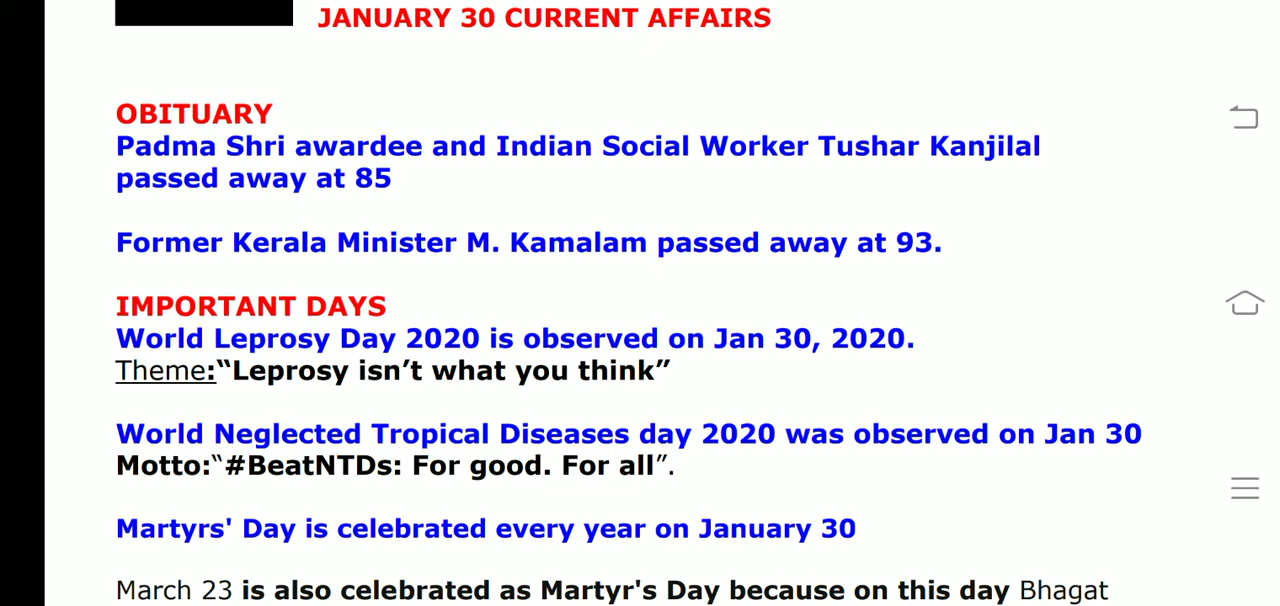 JANUARY 30 CURRENT AFFAIRS
OBITUARY
Padma Shri awardee and Indian Social Worker Tushar Kanjilal
passed away at 85
Former Kerala Minister M. Kamalam passed away at 93.
IMPORTANT DAYS
World Leprosy Day 2020 is observed on Jan 30, 2020.
Theme:“Leprosy isn’t what you think”
World Neglected Tropical Diseases day 2020 was observed on Jan 30
Motto:“#BeatNTDs: For good. For all”.
Martyrs' Day is celebrated every year on January 30
March 23 is also celebrated as Martyr's Day because on this day Bhagat